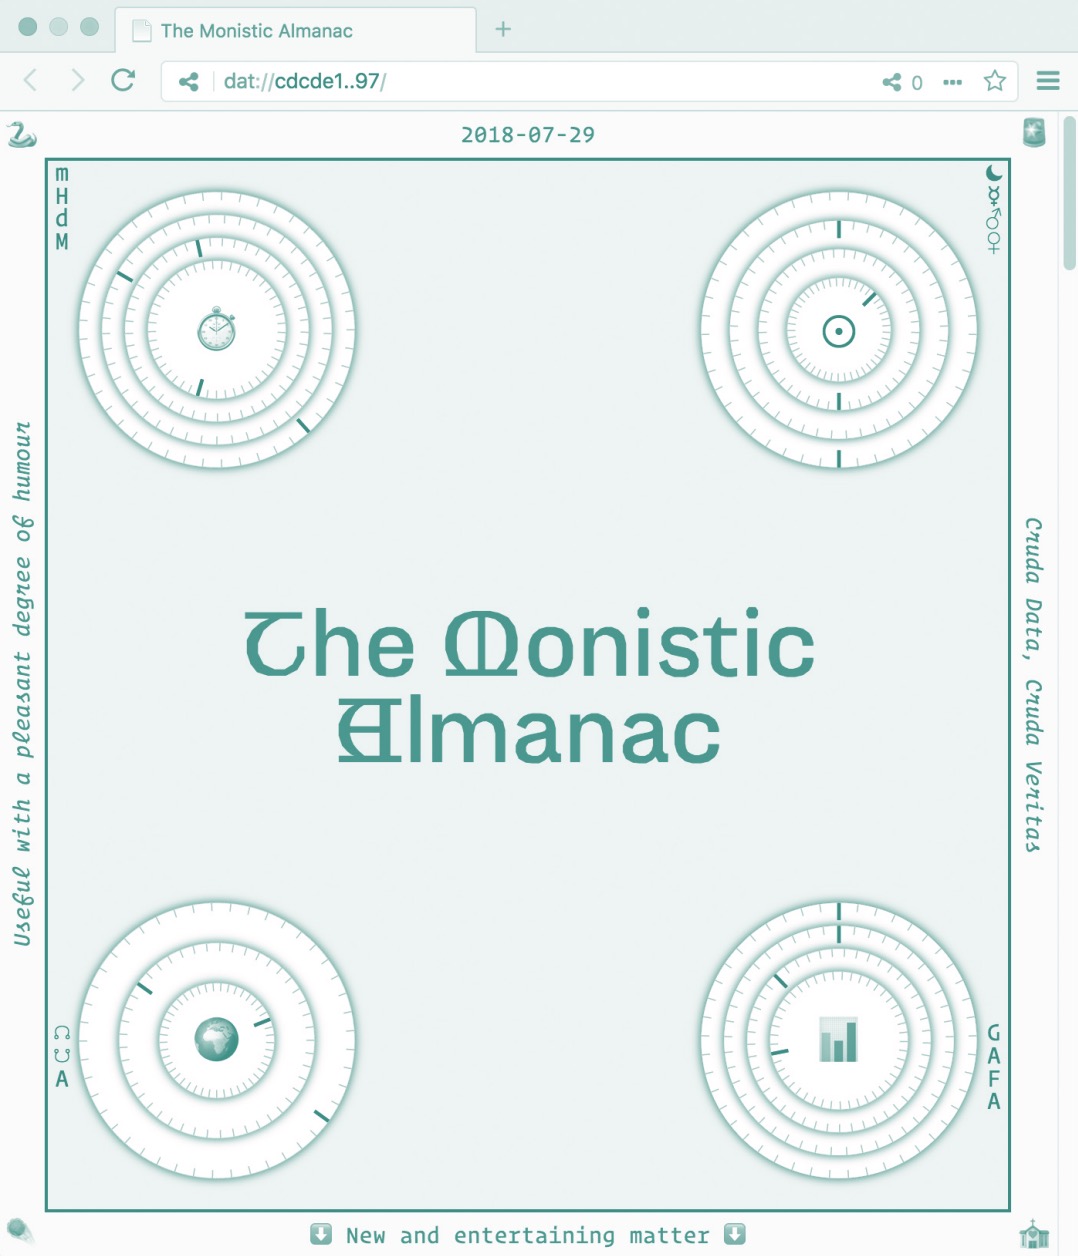 The Monistic Almanac
dat://cdcde1..97/
0
2018-07-29
m
H
d
M
☾
☿
♂
♀
Useful with a pleasant degree of humour
Cruda Data, Cruda Veritas
The Monistic
Almanac
☊
☋
A
G
A
F
A
New and entertaining matter